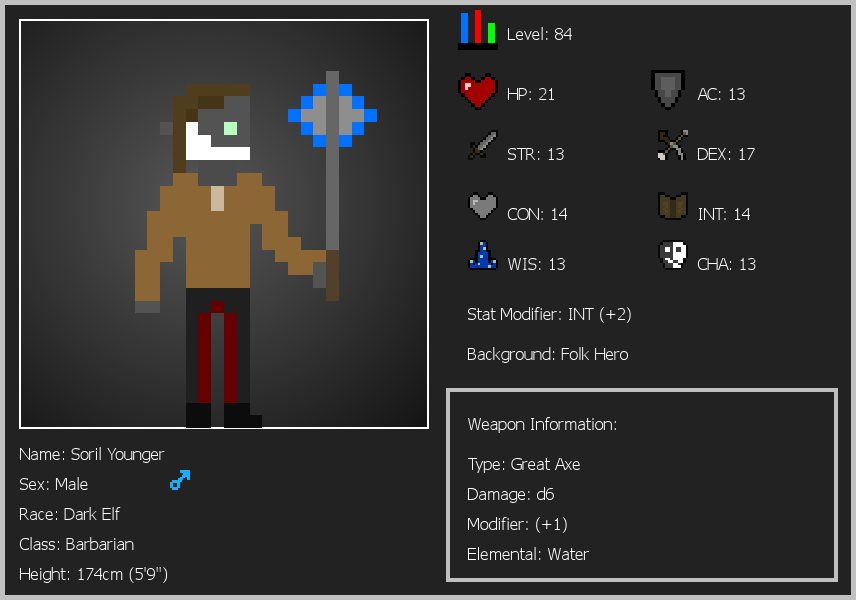 Level: 84
HP: 21
AC: 13
STR: 13
DEX: 17
CON: 14
INT: 14
WIS: 13
CHA: 13
Stat Modifier: INT (+2)
Background: Folk Hero
Weapon Information:
Type: Great Axe
Damage: d6
Modifier: (+1)
Elemental: Water
Name: Soril Younger
Sex: Male
Race: Dark Elf
Class: Barbarian
Height: 174cm (5'9")